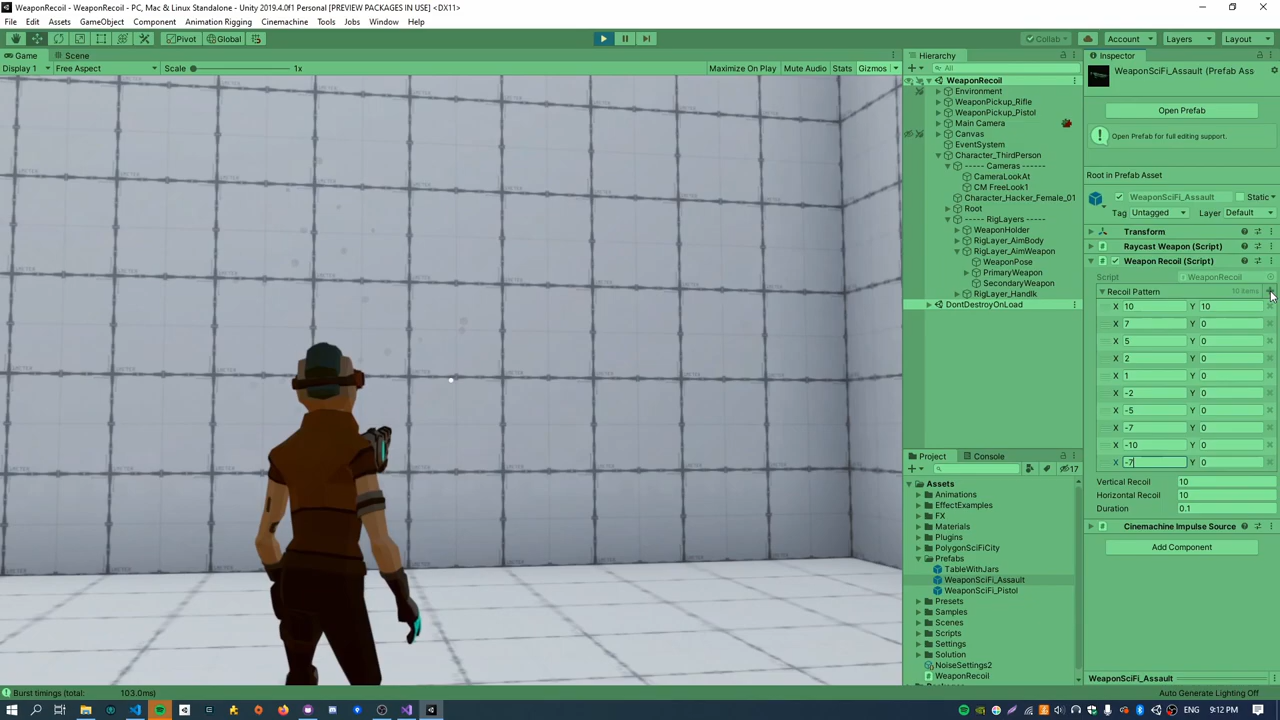 WeaponRecoil - WeaponRecoil - PC, Mac & Linux Standalone - Unity 2019.4.0f1 Personal [PREVIEW PACKAGES IN USE] <DX11>
File Edit Assets GameObject Component Animation Rigging Cinemachine Tools Jobs Window Help
Pivot Global Collab Account Layers Layout
Game Scene
Display 1 Free Aspect Scale 1x Maximize On Play Mute Audio Stats Gizmos
Hierarchy
All
WeaponRecoil
Environment
WeaponPickup_Rifle
WeaponPickup_Pistol
Main Camera
Canvas
EventSystem
Character_ThirdPerson
----- Cameras ------
CameraLookAt
CM FreeLook1
Character_Hacker_Female_01
Root
----- RigLayers -----
WeaponHolder
RigLayer_AimBody
RigLayer_AimWeapon
WeaponPose
PrimaryWeapon
SecondaryWeapon
RigLayer_HandIk
DontDestroyOnLoad
Project Console
17
Assets
Animations
EffectExamples
FX
Materials
Plugins
PolygonSciFiCity
Prefabs
TableWithJars
WeaponSciFi_Assault
WeaponSciFi_Pistol
Presets
Samples
Scenes
Scripts
Settings
Solution
NoiseSettings2
WeaponRecoil
Inspector
WeaponSciFi_Assault (Prefab Ass
Open Prefab
Open Prefab for full editing support.
Root in Prefab Asset
WeaponSciFi_Assault Static
Tag Untagged Layer Default
Transform
Raycast Weapon (Script)
Weapon Recoil (Script)
Script WeaponRecoil
Recoil Pattern 10 items
X 10 Y 10
X 7 Y 0
X 5 Y 0
X 2 Y 0
X 1 Y 0
X -2 Y 0
X -5 Y 0
X -7 Y 0
X -10 Y 0
X -7 Y 0
Vertical Recoil 10
Horizontal Recoil 10
Duration 0.1
Cinemachine Impulse Source
Add Component
WeaponSciFi_Assault
Burst timings (total: 103.0ms) Auto Generate Lighting Off
ENG 9:12 PM